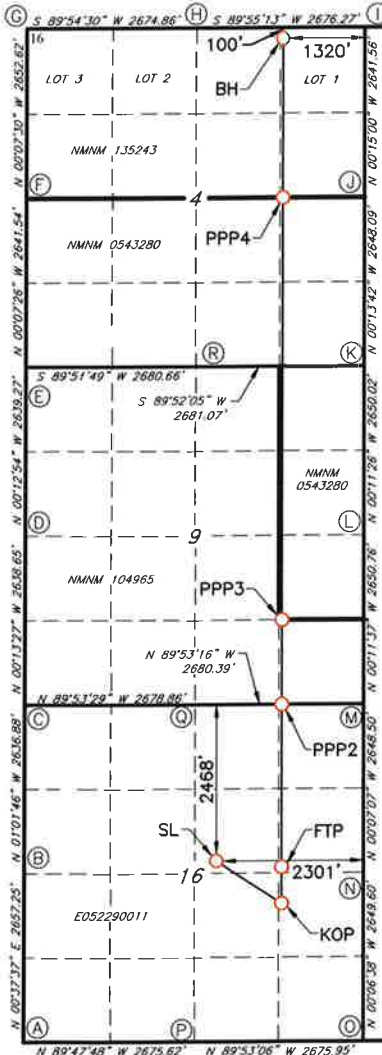 G S 89°54'30" W 2674.86' H S 89°55'13" W 2676.27' I
16
100'
1320'
LOT 3 LOT 2 BH LOT 1
N 00°07'30" W 2652.62'
N 00°15'00" W 2641.56'
NMNM 135243
F 4 J
NMNM 0543280 PPP4
N 00°07'26" W 2641.54'
N 00°13'42" W 2648.09'
R K
S 89°51'49" W 2680.66'
E S 89°52'05" W
2681.07'
N 00°12'54" W 2639.27'
N 00°11'26" W 2650.02'
NMNM
0543280
D 9 L
NMNM 104965 PPP3
N 00°13'27" W 2638.65'
N 00°11'37" W 2650.76'
N 89°53'16" W
2680.39'
N 89°53'29" W 2678.86'
C Q M
PPP2
N 01°01'46" W 2636.88'
2468'
N 00°07'07" W 2648.50'
SL FTP
B 16 2301'
N
E052290011 KOP
N 00°37'37" E 2657.25'
N 00°06'38" W 2649.60'
A P O
N 89°47'48" W 2675.62' N 89°53'06" W 2675.95'